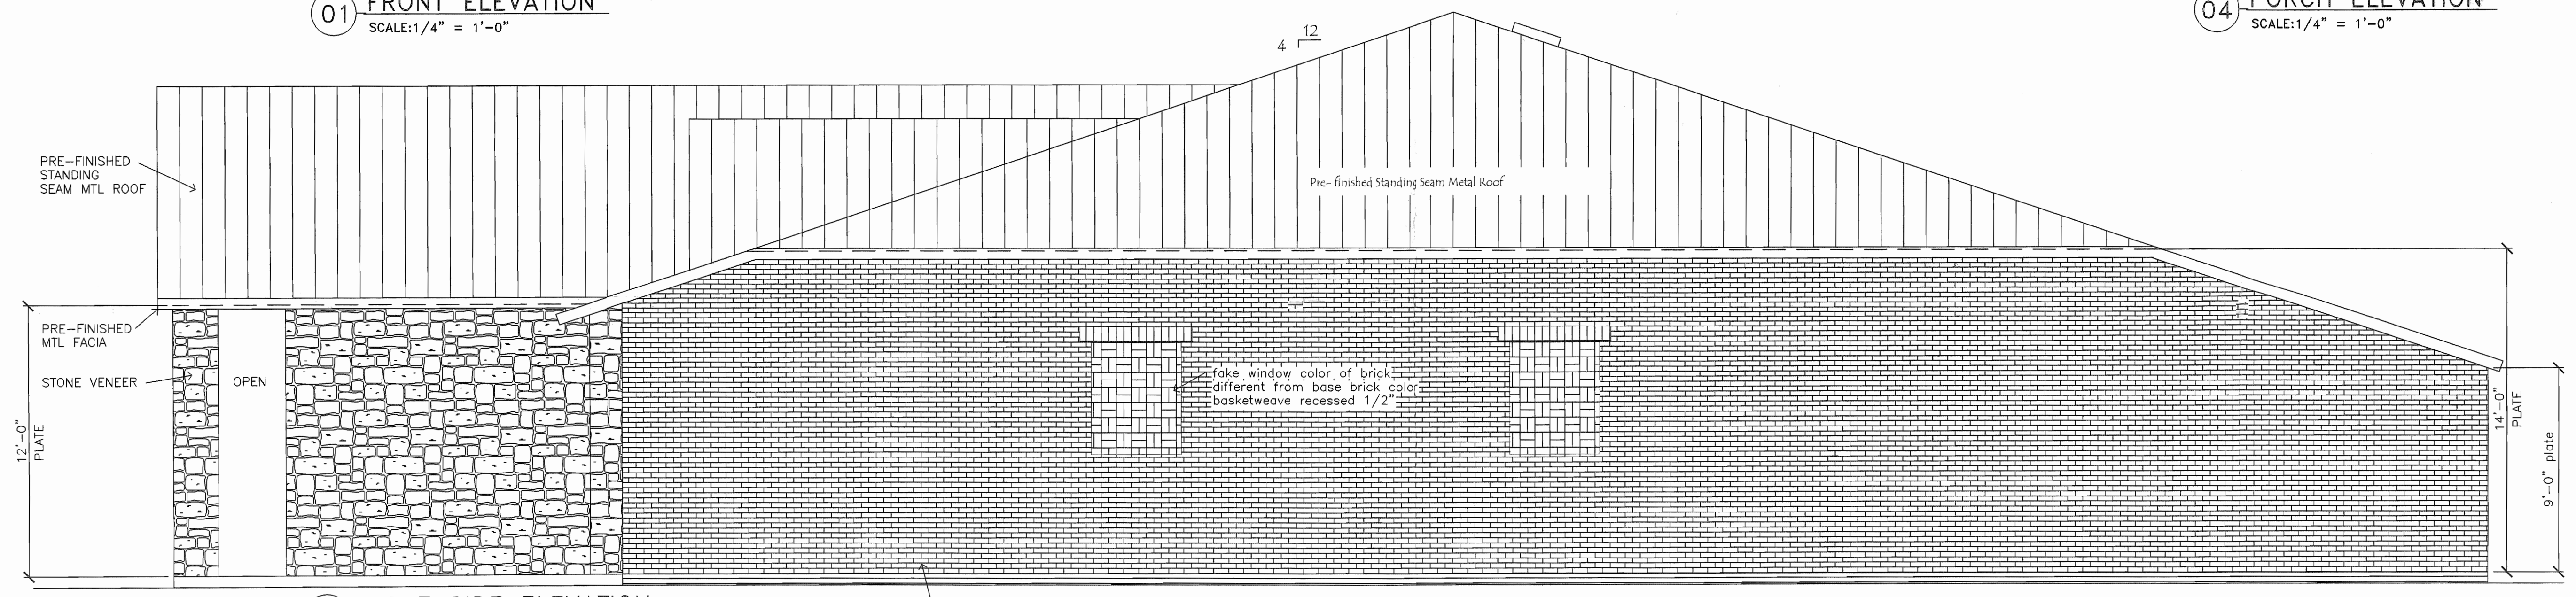 01 FRONT ELEVATION
SCALE:1/4" = 1'-0"
04 PORCH ELEVATION
SCALE:1/4" = 1'-0"
12
4
PRE-FINISHED
STANDING
SEAM MTL ROOF
Pre-finished Standing Seam Metal Roof
PRE-FINISHED
MTL FACIA
STONE VENEER
OPEN
fake window color of brick
different from base brick color
basketweave recessed 1/2"
12'-0"
PLATE
14'-0"
PLATE
9'-0" plate
RIGHT SIDE ELEVATION